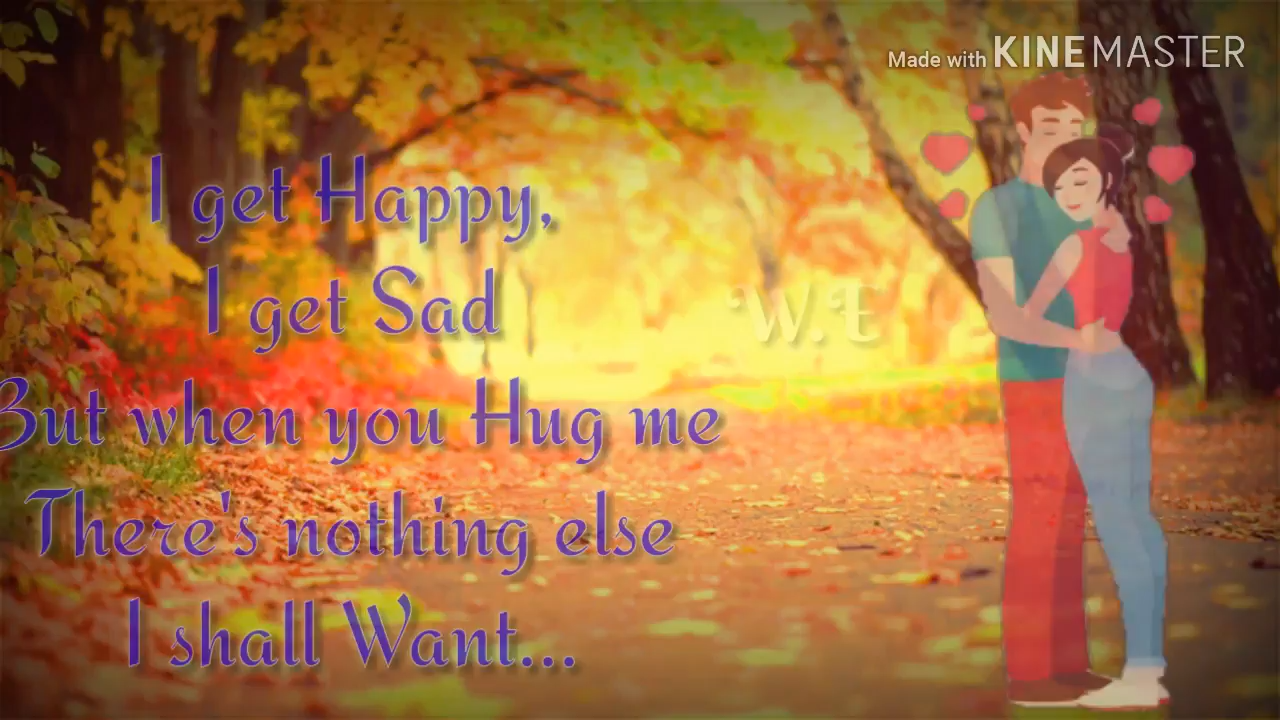 Made with KINEMASTER
I get Happy,
I get Sad
W.E
But when you Hug me
There's nothing else
I shall Want...